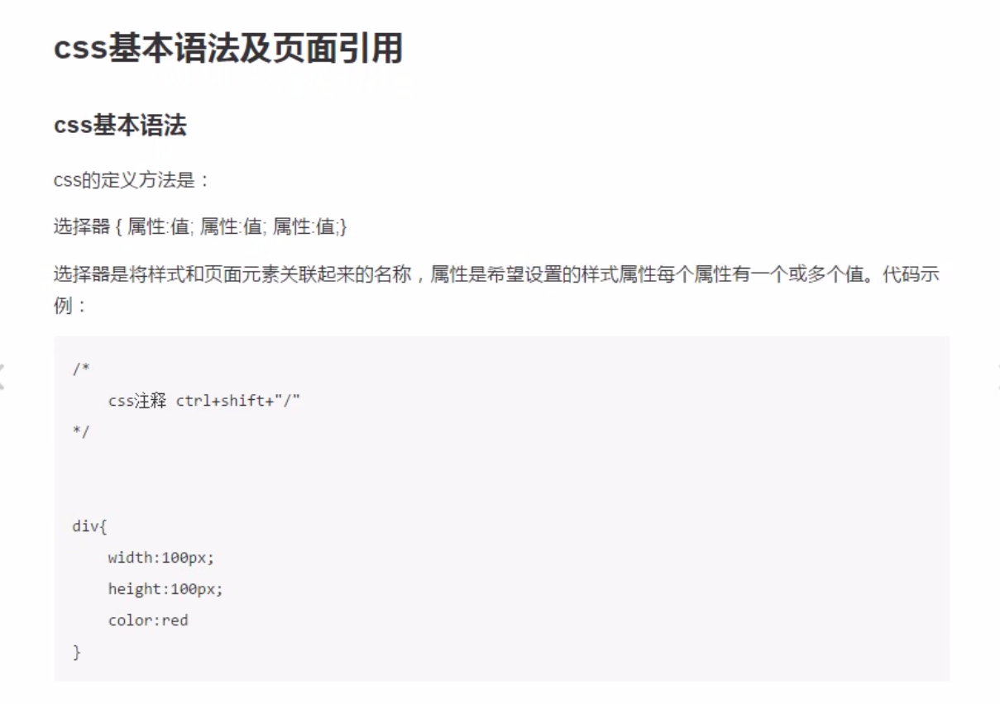 css基本语法及页面引用
css基本语法
css的定义方法是：
选择器 { 属性:值; 属性:值; 属性:值;}
选择器是将样式和页面元素关联起来的名称，属性是希望设置的样式属性每个属性有一个或多个值。代码示
例：
/*
css注释 ctrl+shift+"/"
*/
div{
width:100px;
height:100px;
color:red
}